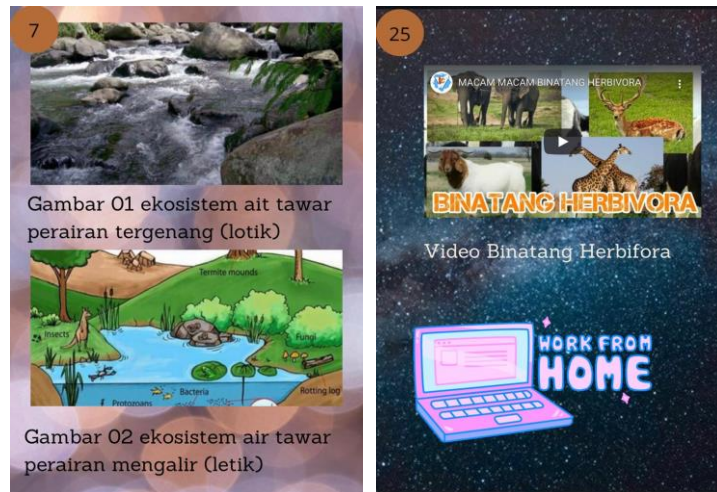 7
Gambar 01 ekosistem ait tawar
perairan tergenang (lotik)
Termite mounds
Insects
Fungi
Bacteria
Rotting log
Protozoans
Gambar 02 ekosistem air tawar
perairan mengalir (letik)
25
MACAM MACAM BINATANG HERBIVORA
BINATANG HERBIVORA
Video Binatang Herbifora
WORK FROM
HOME